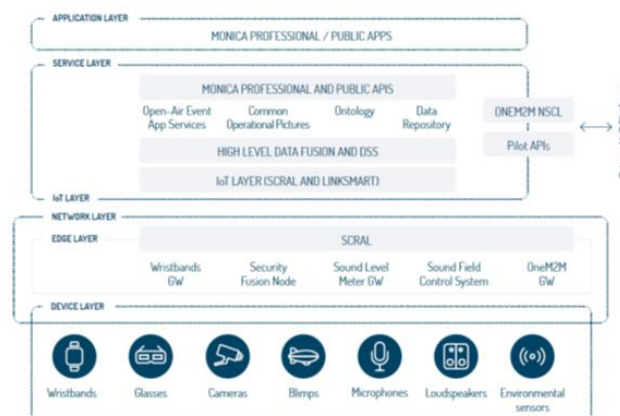 APPLICATION LAYER
MONICA PROFESSIONAL / PUBLIC APPS
SERVICE LAYER
MONICA PROFESSIONAL AND PUBLIC APIS
Open-Air Event
App Services
Common
Operational Pictures
Ontology
Data
Repository
ONEM2M NSCL
Pilot APIs
HIGH LEVEL DATA FUSION AND DSS
IoT LAYER (SCRAL AND LINKSMART)
IoT LAYER
NETWORK LAYER
EDGE LAYER
SCRAL
Wristbands
GW
Security
Fusion Node
Sound Level
Meter GW
Sound Field
Control System
OneM2M
GW
DEVICE LAYER
Wristbands
Glasses
Cameras
Blimps
Microphones
Loudspeakers
Environmental
sensors